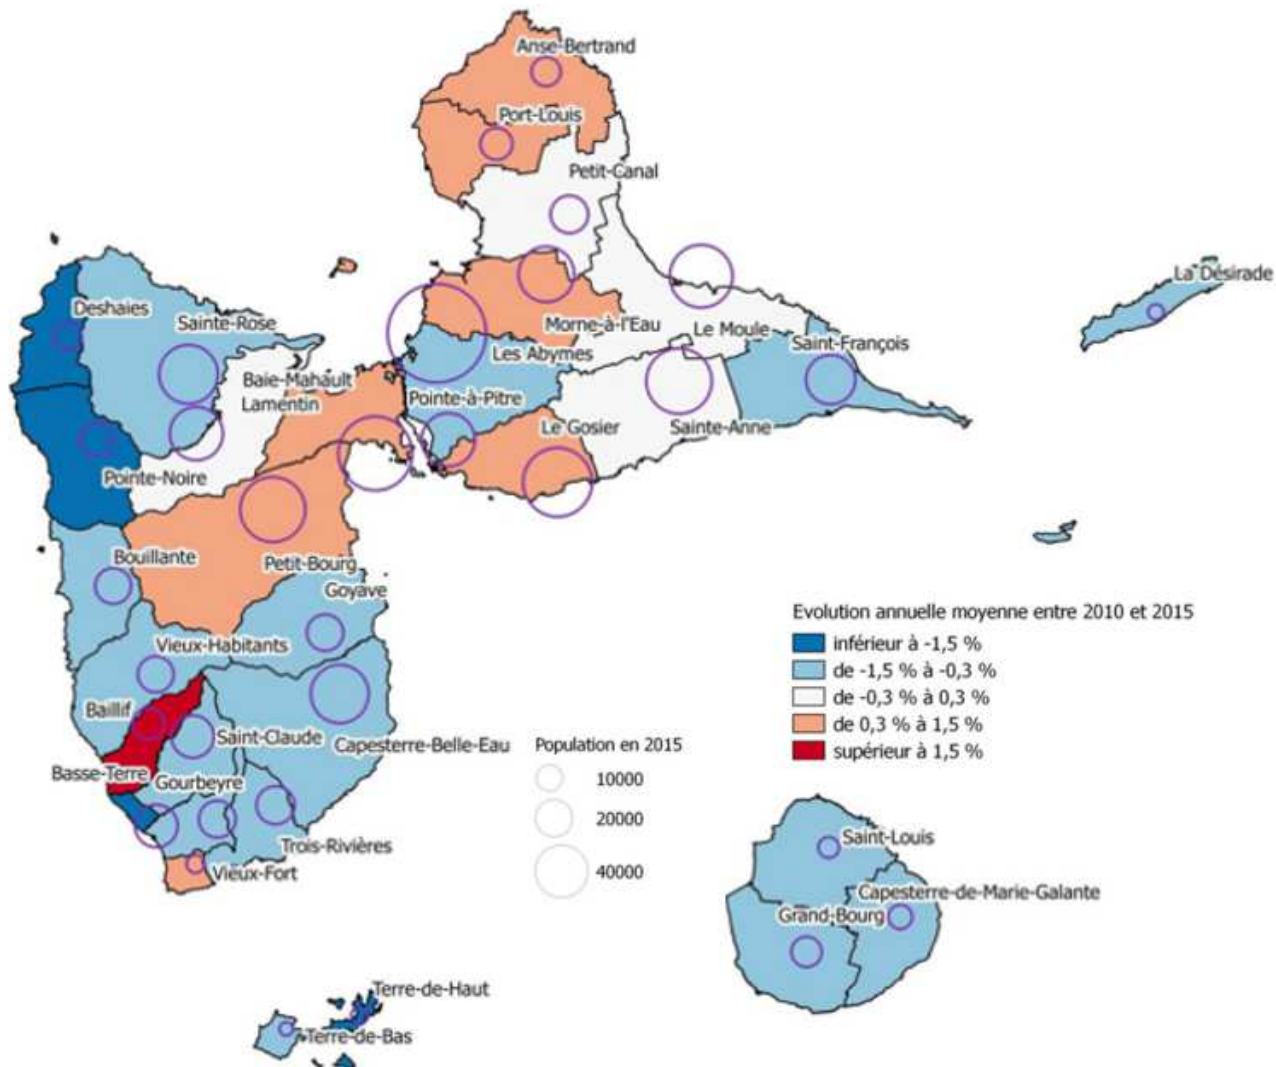 Anse-Bertrand
Port-Louis
Petit-Canal
La Désirade
Deshaies
Sainte-Rose
Morne-à-l'Eau
Le Moule
Saint-François
Les Abymes
Baie-Mahault
Lamentin
Pointe-à-Pitre
Le Gosier
Sainte-Anne
Pointe-Noire
Bouillante
Petit-Bourg
Goyave
Vieux-Habitants
Baillif
Saint-Claude
Capesterre-Belle-Eau
Basse-Terre
Gourbeyre
Trois-Rivières
Vieux-Fort
Evolution annuelle moyenne entre 2010 et 2015
inférieur à -1,5 %
de -1,5 % à -0,3 %
de -0,3 % à 0,3 %
de 0,3 % à 1,5 %
supérieur à 1,5 %
Population en 2015
10000
20000
40000
Saint-Louis
Capesterre-de-Marie-Galante
Grand-Bourg
Terre-de-Haut
Terre-de-Bas